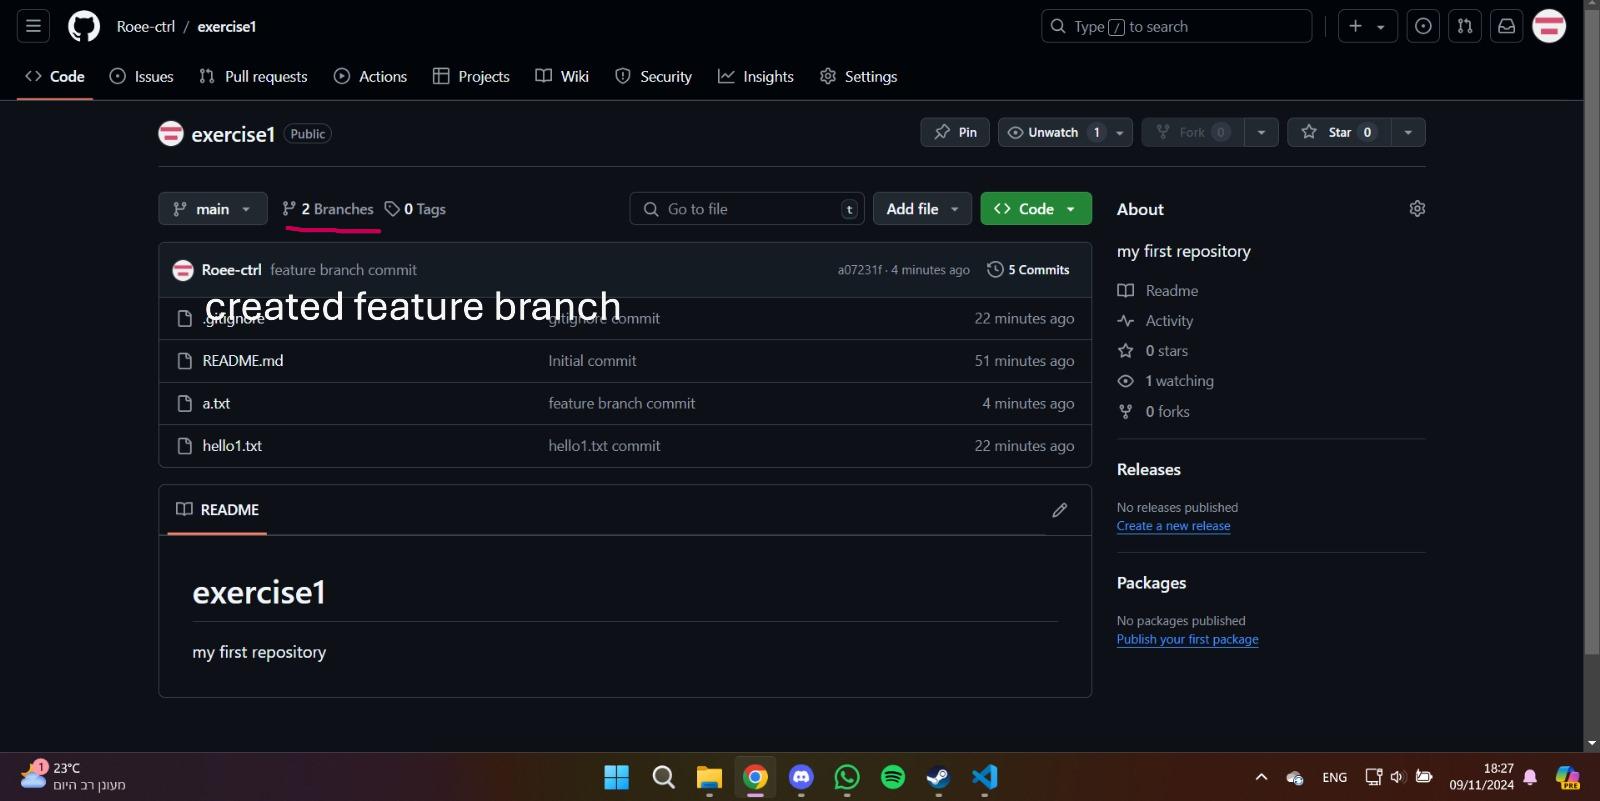 Roee-ctrl / exercise1
Type / to search
Code Issues Pull requests Actions Projects Wiki Security Insights Settings
exercise1 Public
Pin Unwatch 1 Fork 0 Star 0
main 2 Branches 0 Tags Go to file t Add file Code
Roee-ctrl feature branch commit a07231f · 4 minutes ago 5 Commits
created feature branch
.gitignore gitignore commit 22 minutes ago
README.md Initial commit 51 minutes ago
a.txt feature branch commit 4 minutes ago
hello1.txt hello1.txt commit 22 minutes ago
README
exercise1
my first repository
About
my first repository
Readme
Activity
0 stars
1 watching
0 forks
Releases
No releases published
Create a new release
Packages
No packages published
Publish your first package
1 23°C
מעונן רב היום
ENG
18:27
09/11/2024
PRE